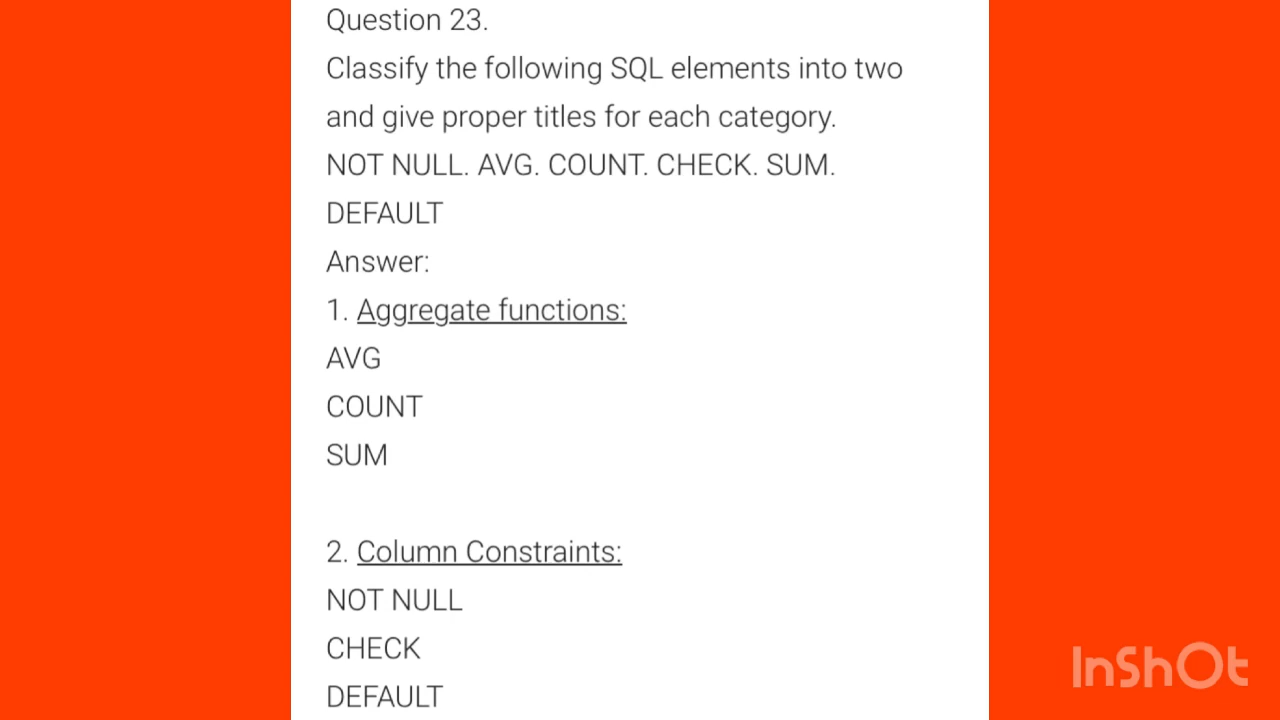 Question 23.
Classify the following SQL elements into two
and give proper titles for each category.
NOT NULL. AVG. COUNT. CHECK. SUM.
DEFAULT
Answer:
1. Aggregate functions:
AVG
COUNT
SUM
2. Column Constraints:
NOT NULL
CHECK
DEFAULT
InShOt